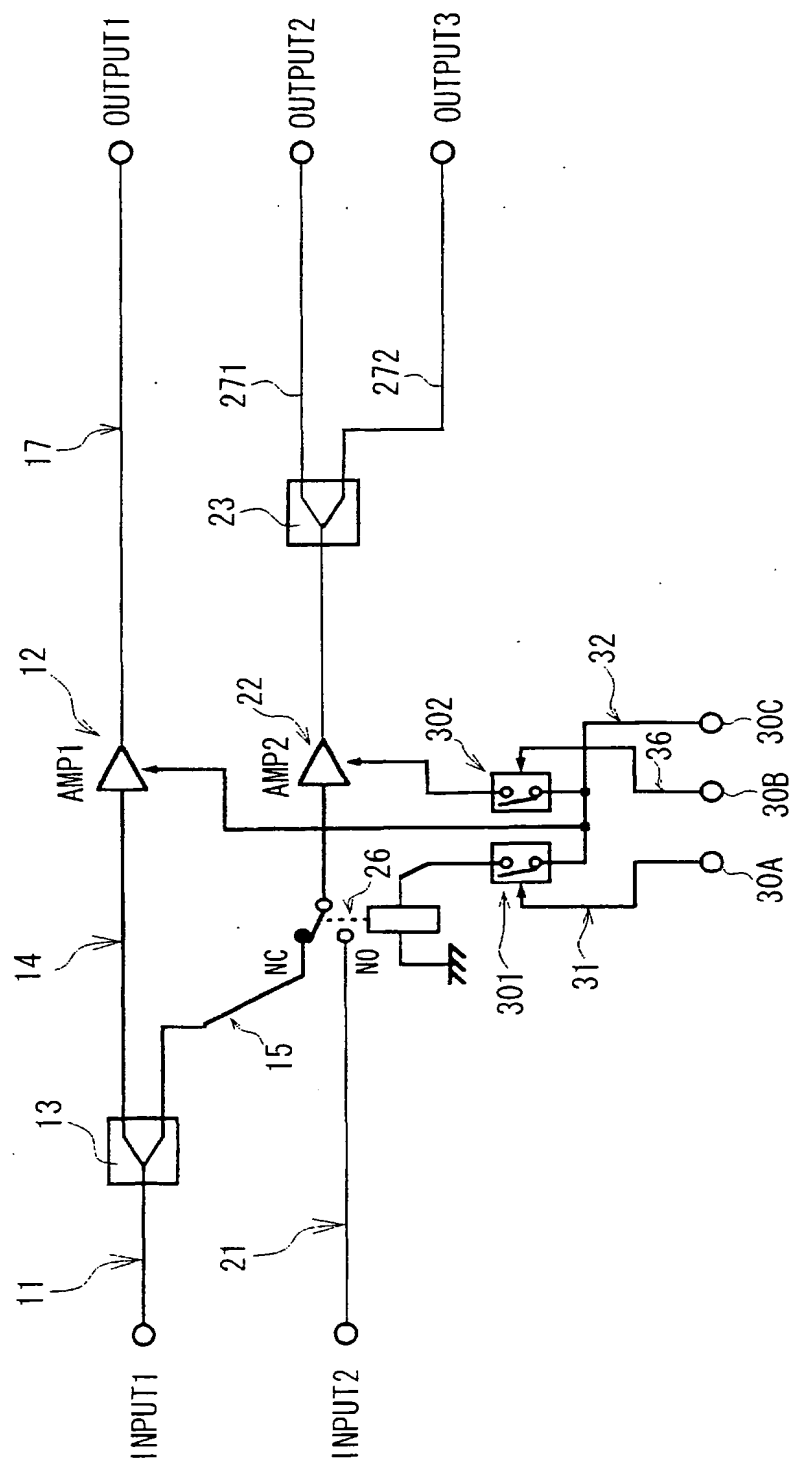 INPUT1
11
13
14
15
AMP1
12
17
OUTPUT1
INPUT2
21
NC
NO
26
AMP2
22
23
271
OUTPUT2
272
OUTPUT3
301
302
31
36
32
30A
30B
30C